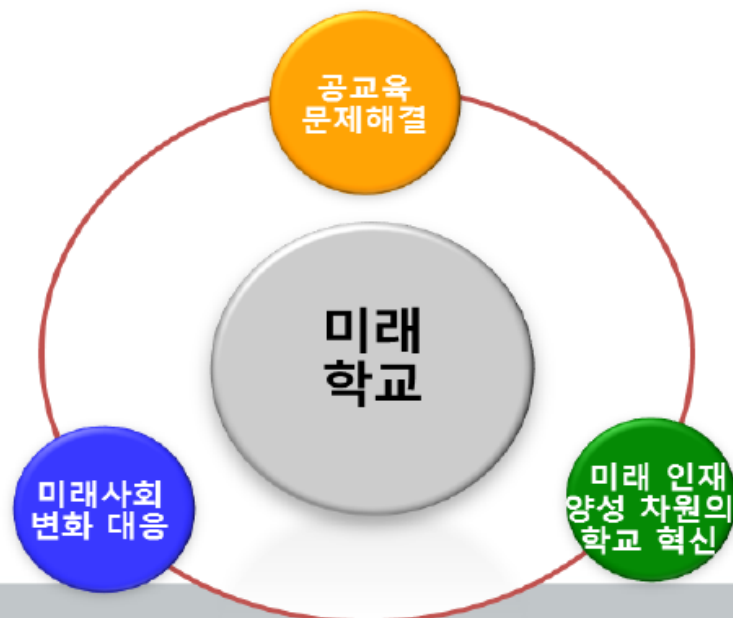 공교육
문제해결
미래
학교
미래사회
변화 대응
미래 인재
양성 차원의
학교 혁신